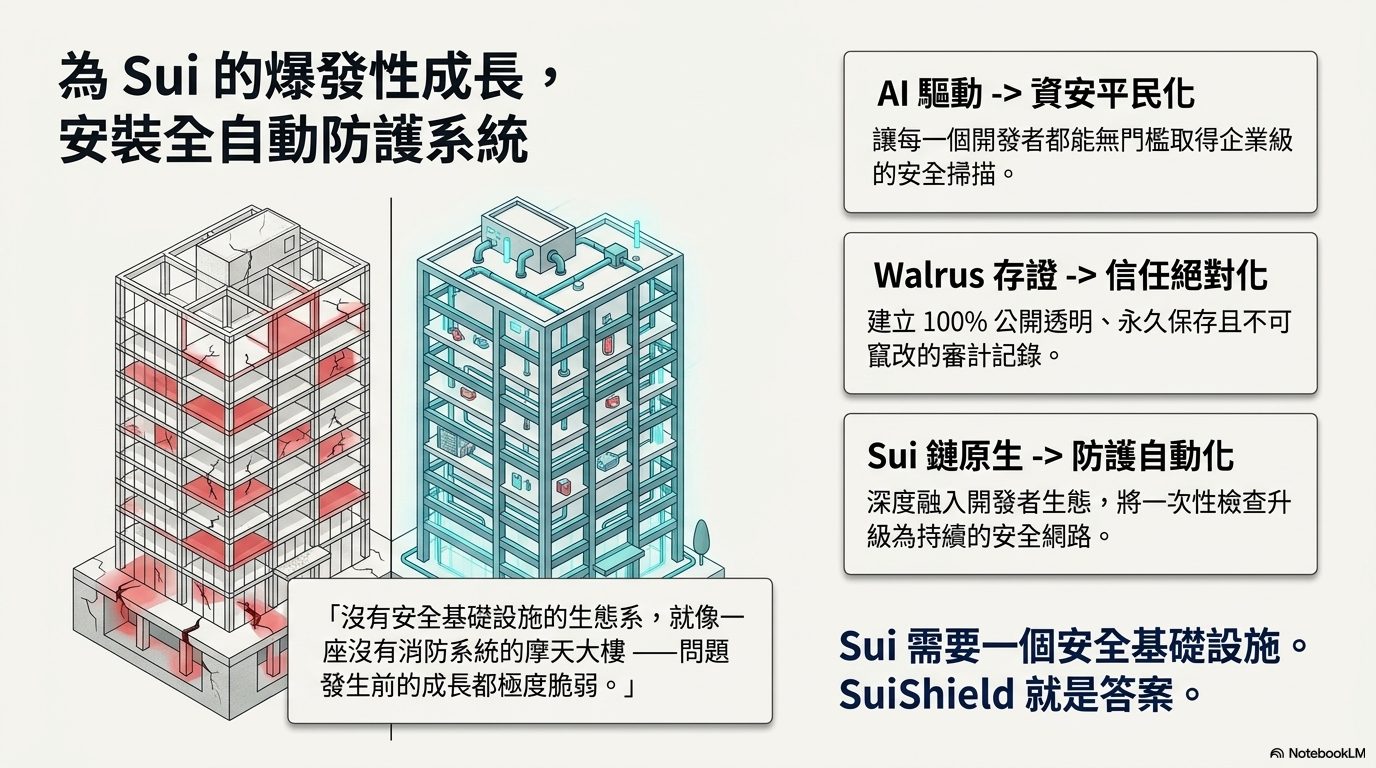 為 Sui 的爆發性成長，
安裝全自動防護系統
「沒有安全基礎設施的生態系，就像一
座沒有消防系統的摩天大樓 ——問題
發生前的成長都極度脆弱。」
AI 驅動 -> 資安平民化
讓每一個開發者都能無門檻取得企業級
的安全掃描。
Walrus 存證 -> 信任絕對化
建立 100% 公開透明、永久保存且不可
竄改的審計記錄。
Sui 鏈原生 -> 防護自動化
深度融入開發者生態，將一次性檢查升
級為持續的安全網路。
Sui 需要一個安全基礎設施。
SuiShield 就是答案。
NotebookLM